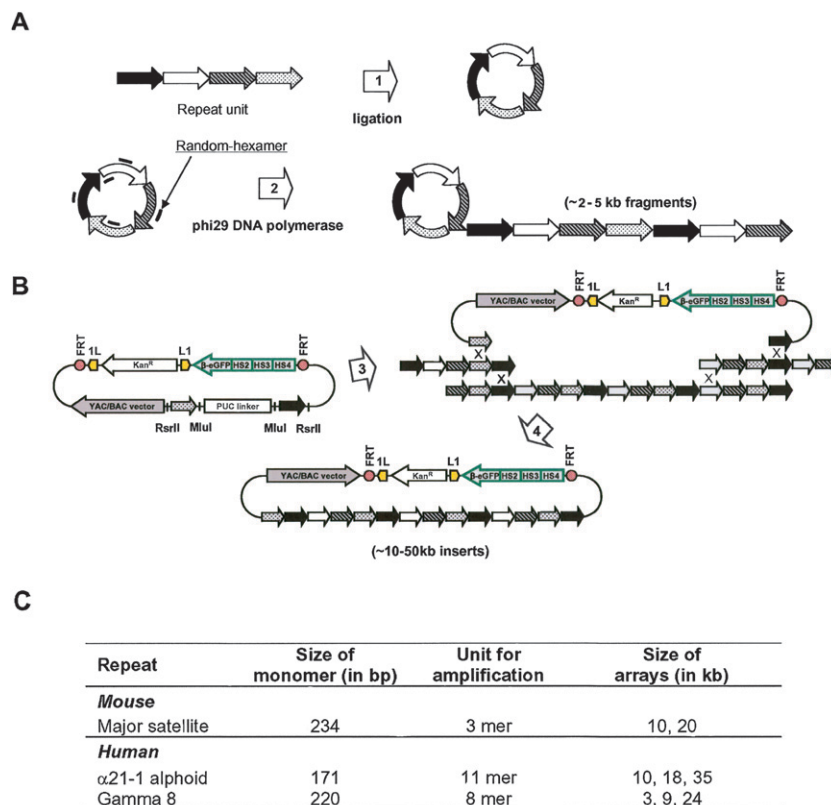 A
1
Repeat unit
ligation
Random-hexamer
2
phi29 DNA polymerase
(~2-5 kb fragments)
B
FRT 1L Kan^R L1 β-eGFP HS2 HS3 HS4 FRT
YAC/BAC vector PUC linker
RsrII MluI MluI RsrII
3
YAC/BAC vector FRT 1L Kan^R L1 β-eGFP HS2 HS3 HS4 FRT
X X
X X
4
YAC/BAC vector FRT 1L Kan^R L1 β-eGFP HS2 HS3 HS4 FRT
(~10-50kb inserts)
C
Repeat Size of monomer (in bp) Unit for amplification Size of arrays (in kb)
Mouse
Major satellite 234 3 mer 10, 20
Human
α21-1 alphoid 171 11 mer 10, 18, 35
Gamma 8 220 8 mer 3, 9, 24